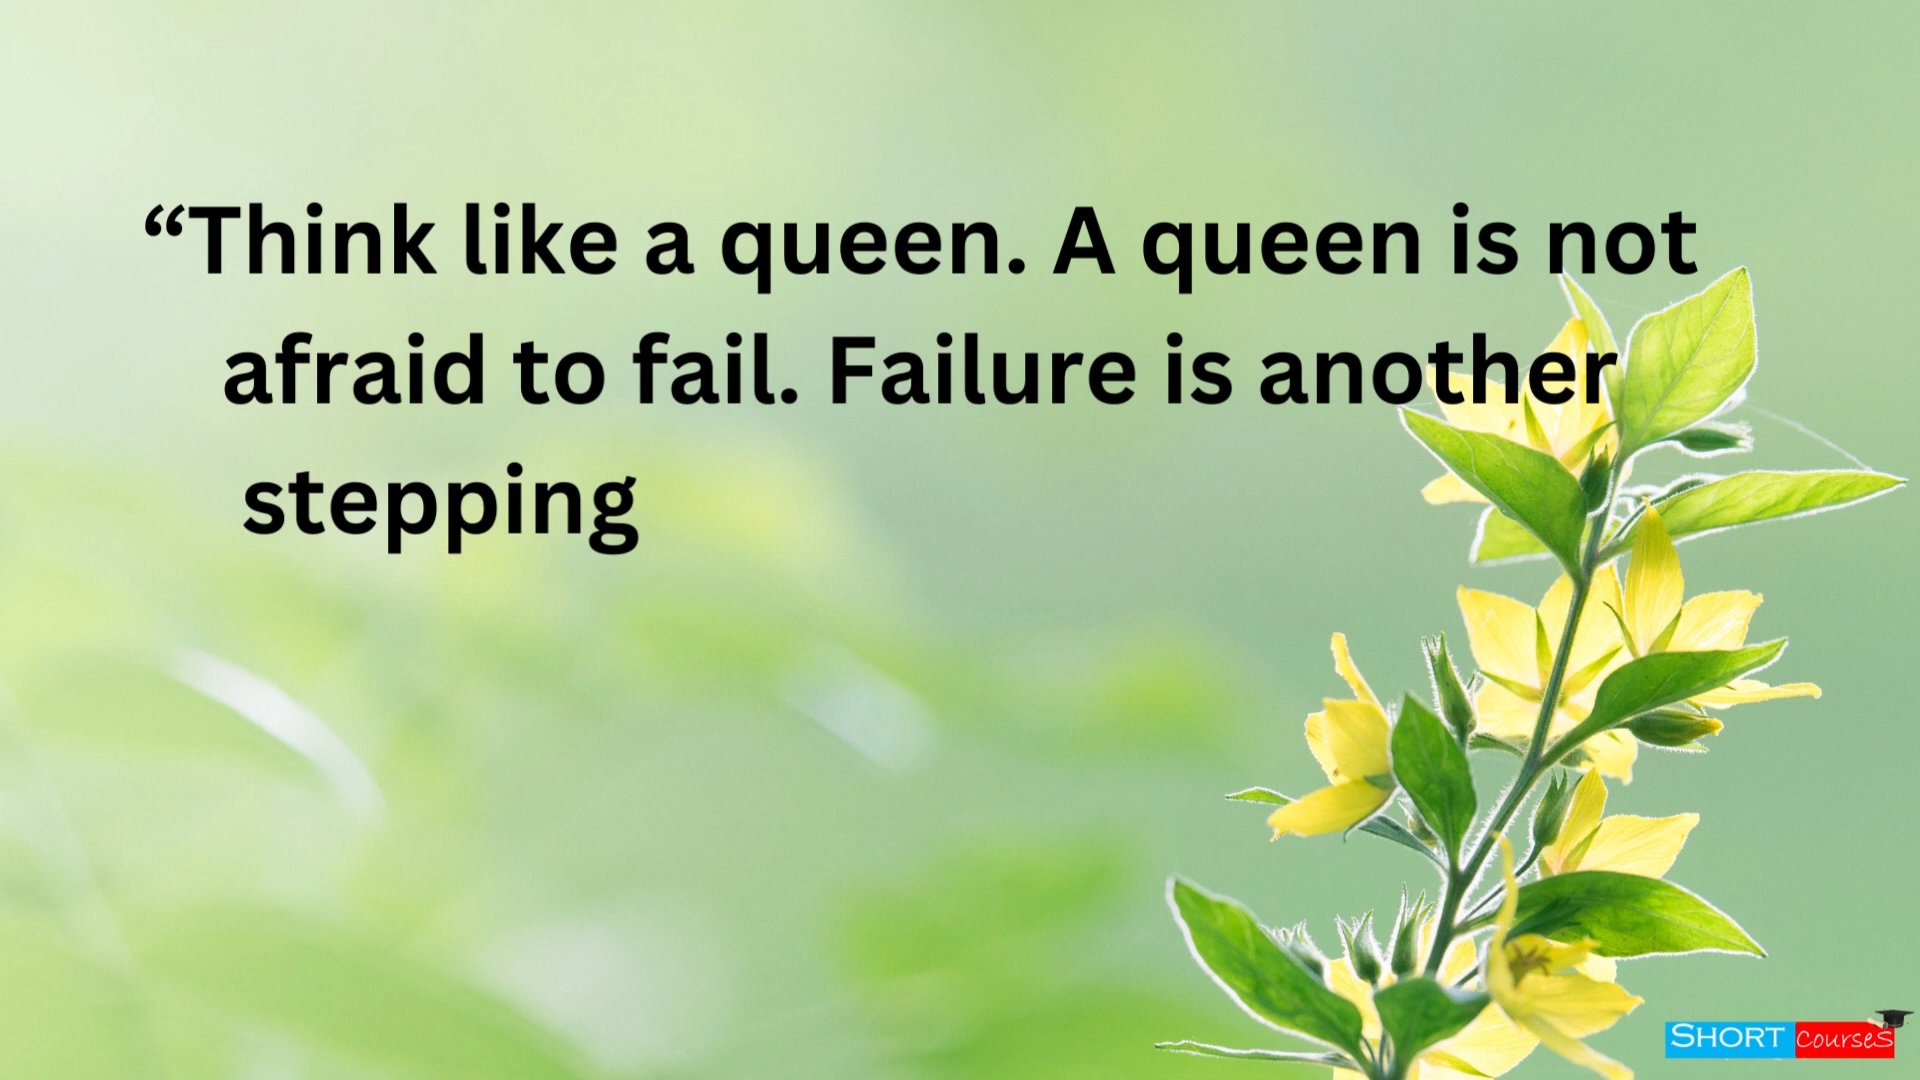 “Think like a queen. A queen is not
afraid to fail. Failure is another
stepping
SHORT CourseS